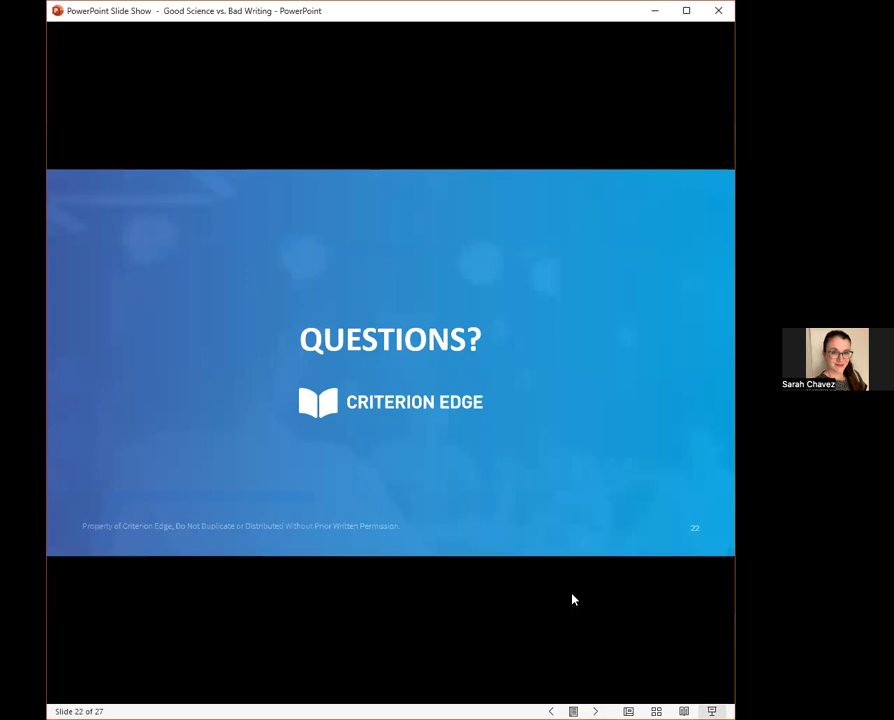 PowerPoint Slide Show - Good Science vs. Bad Writing - PowerPoint
QUESTIONS?
CRITERION EDGE
Sarah Chavez
Property of Criterion Edge, Do Not Duplicate or Distributed Without Prior Written Permission.
22
Slide 22 of 27